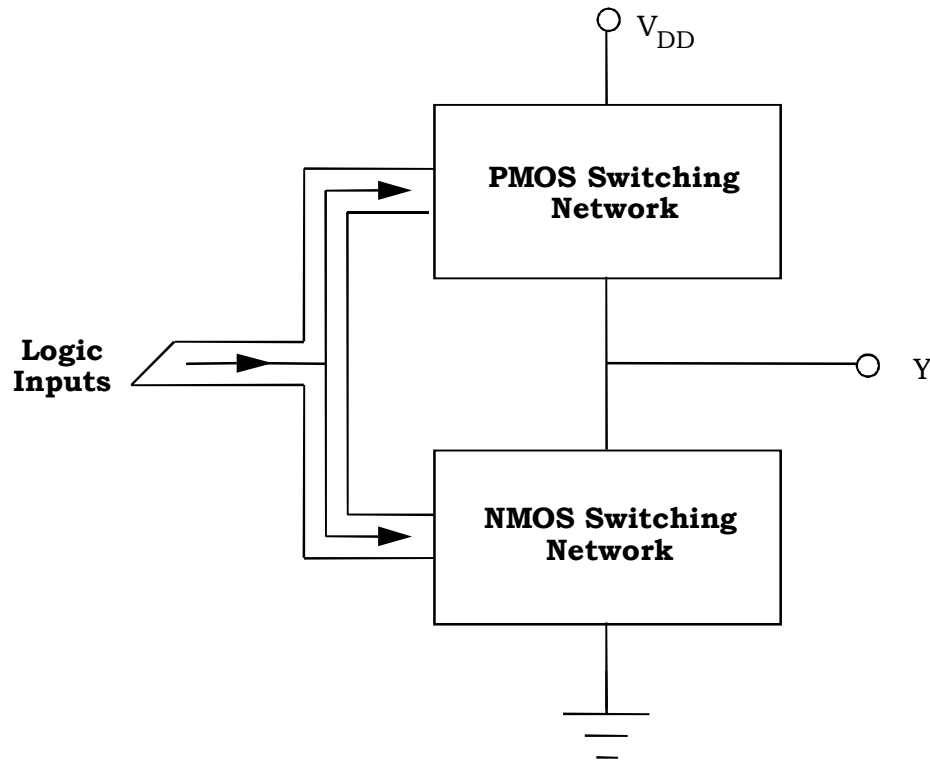 V_DD
PMOS Switching
Network
Logic
Inputs
Y
NMOS Switching
Network